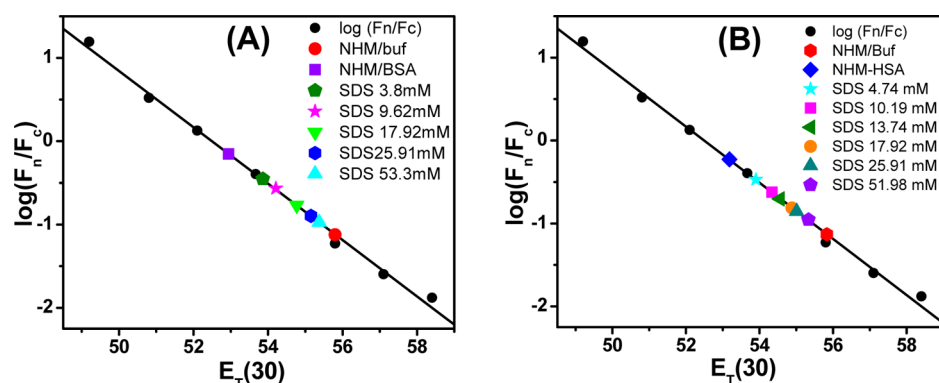 (A)
log (Fn/Fc)
NHM/buf
NHM/BSA
SDS 3.8mM
SDS 9.62mM
SDS 17.92mM
SDS25.91mM
SDS 53.3mM
1
0
-1
-2
log(Fn/Fc)
50 52 54 56 58
ET(30)
(B)
log (Fn/Fc)
NHM/Buf
NHM-HSA
SDS 4.74 mM
SDS 10.19 mM
SDS 13.74 mM
SDS 17.92 mM
SDS 25.91 mM
SDS 51.98 mM
1
0
-1
-2
log(Fn/Fc)
50 52 54 56 58
ET(30)